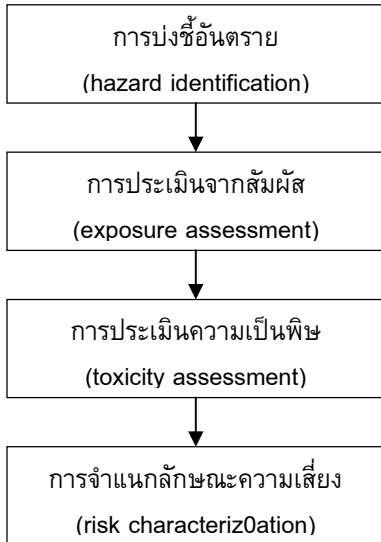 การบ่งชี้อันตราย
(hazard identification)
การประเมินจากสัมผัส
(exposure assessment)
การประเมินความเป็นพิษ
(toxicity assessment)
การจำแนกลักษณะความเสี่ยง
(risk characteriz0ation)